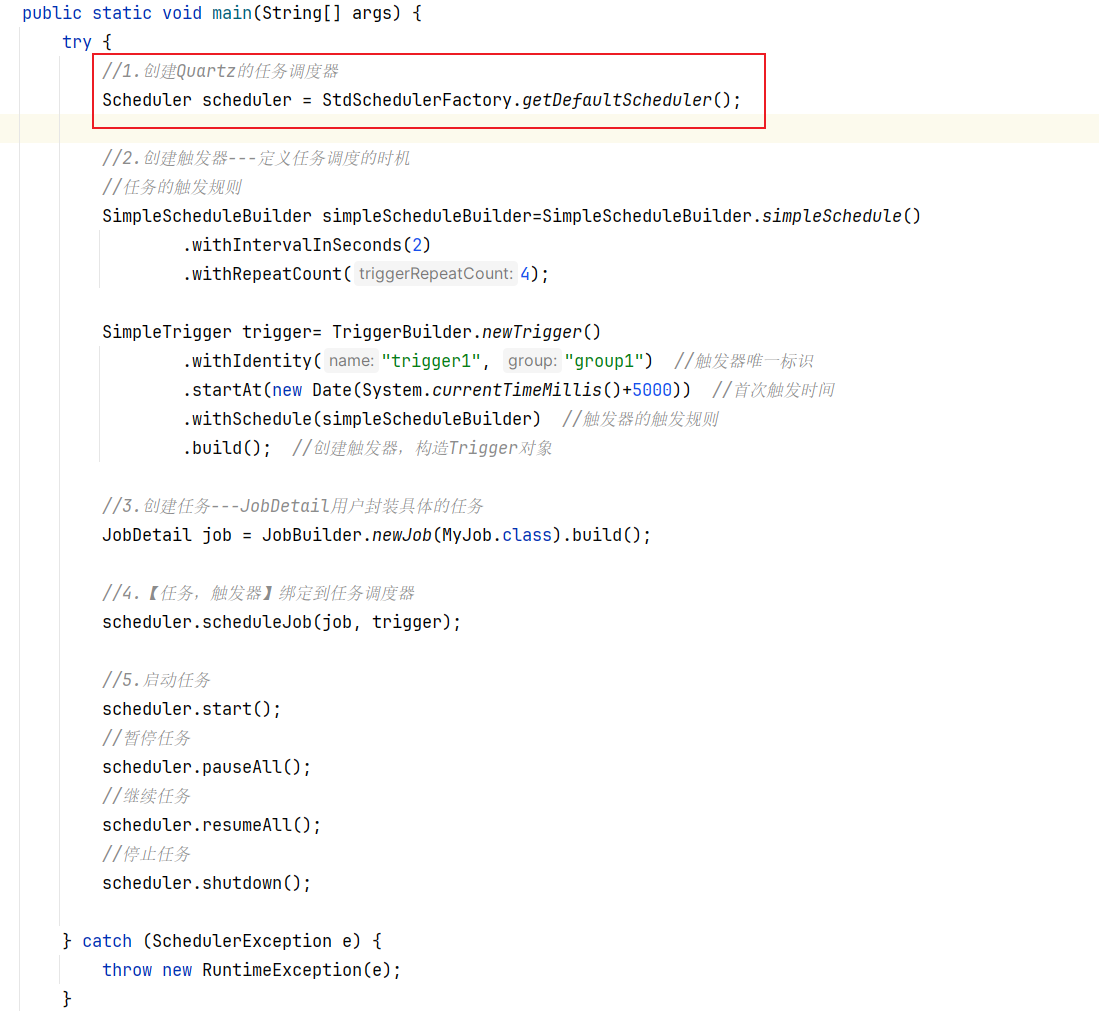 public static void main(String[] args) {
try {
//1.创建Quartz的任务调度器
Scheduler scheduler = StdSchedulerFactory.getDefaultScheduler();
//2.创建触发器---定义任务调度的时机
//任务的触发规则
SimpleScheduleBuilder simpleScheduleBuilder=SimpleScheduleBuilder.simpleSchedule()
.withIntervalInSeconds(2)
.withRepeatCount( triggerRepeatCount: 4);
SimpleTrigger trigger= TriggerBuilder.newTrigger()
.withIdentity( name: "trigger1", group: "group1") //触发器唯一标识
.startAt(new Date(System.currentTimeMillis()+5000)) //首次触发时间
.withSchedule(simpleScheduleBuilder) //触发器的触发规则
.build(); //创建触发器，构造Trigger对象
//3.创建任务---JobDetail用户封装具体的任务
JobDetail job = JobBuilder.newJob(MyJob.class).build();
//4.【任务，触发器】绑定到任务调度器
scheduler.scheduleJob(job, trigger);
//5.启动任务
scheduler.start();
//暂停任务
scheduler.pauseAll();
//继续任务
scheduler.resumeAll();
//停止任务
scheduler.shutdown();
} catch (SchedulerException e) {
throw new RuntimeException(e);
}